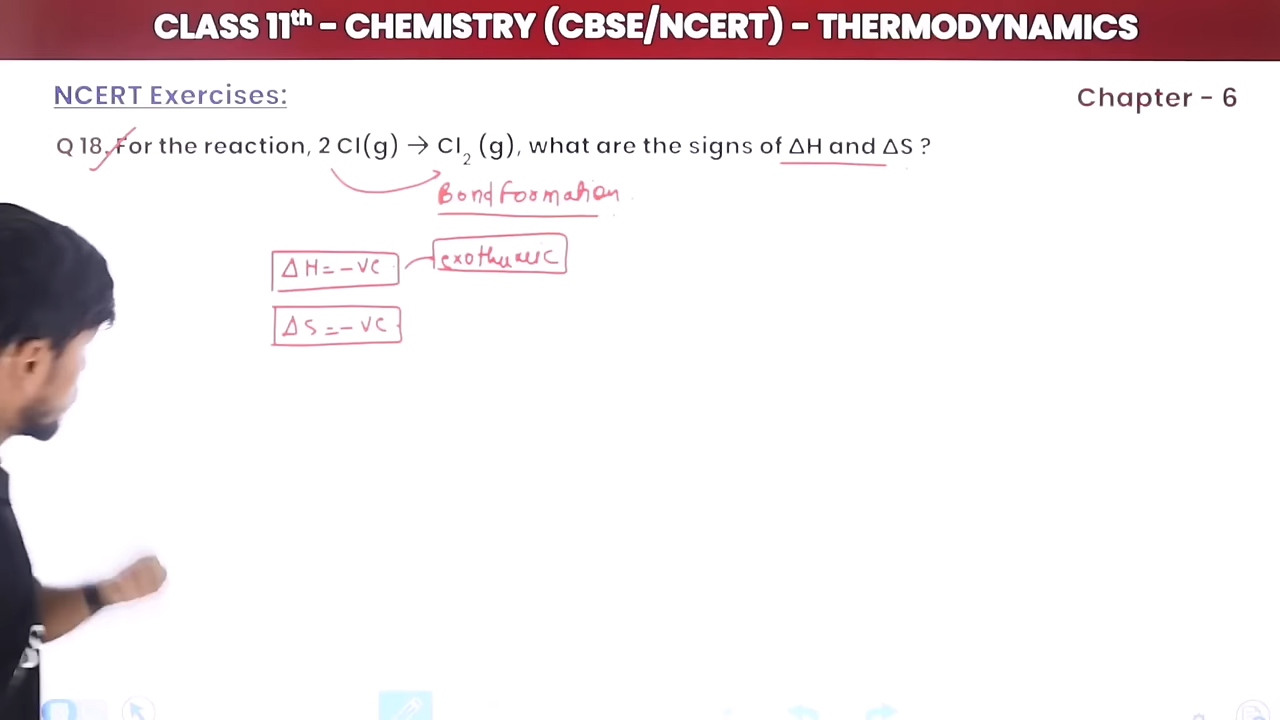 CLASS 11th - CHEMISTRY (CBSE/NCERT) - THERMODYNAMICS
NCERT Exercises:
Chapter - 6
Q 18. For the reaction, 2 Cl(g) → Cl2 (g), what are the signs of ΔH and ΔS ?
Bond formation
ΔH = -ve
exothermic
ΔS = -ve